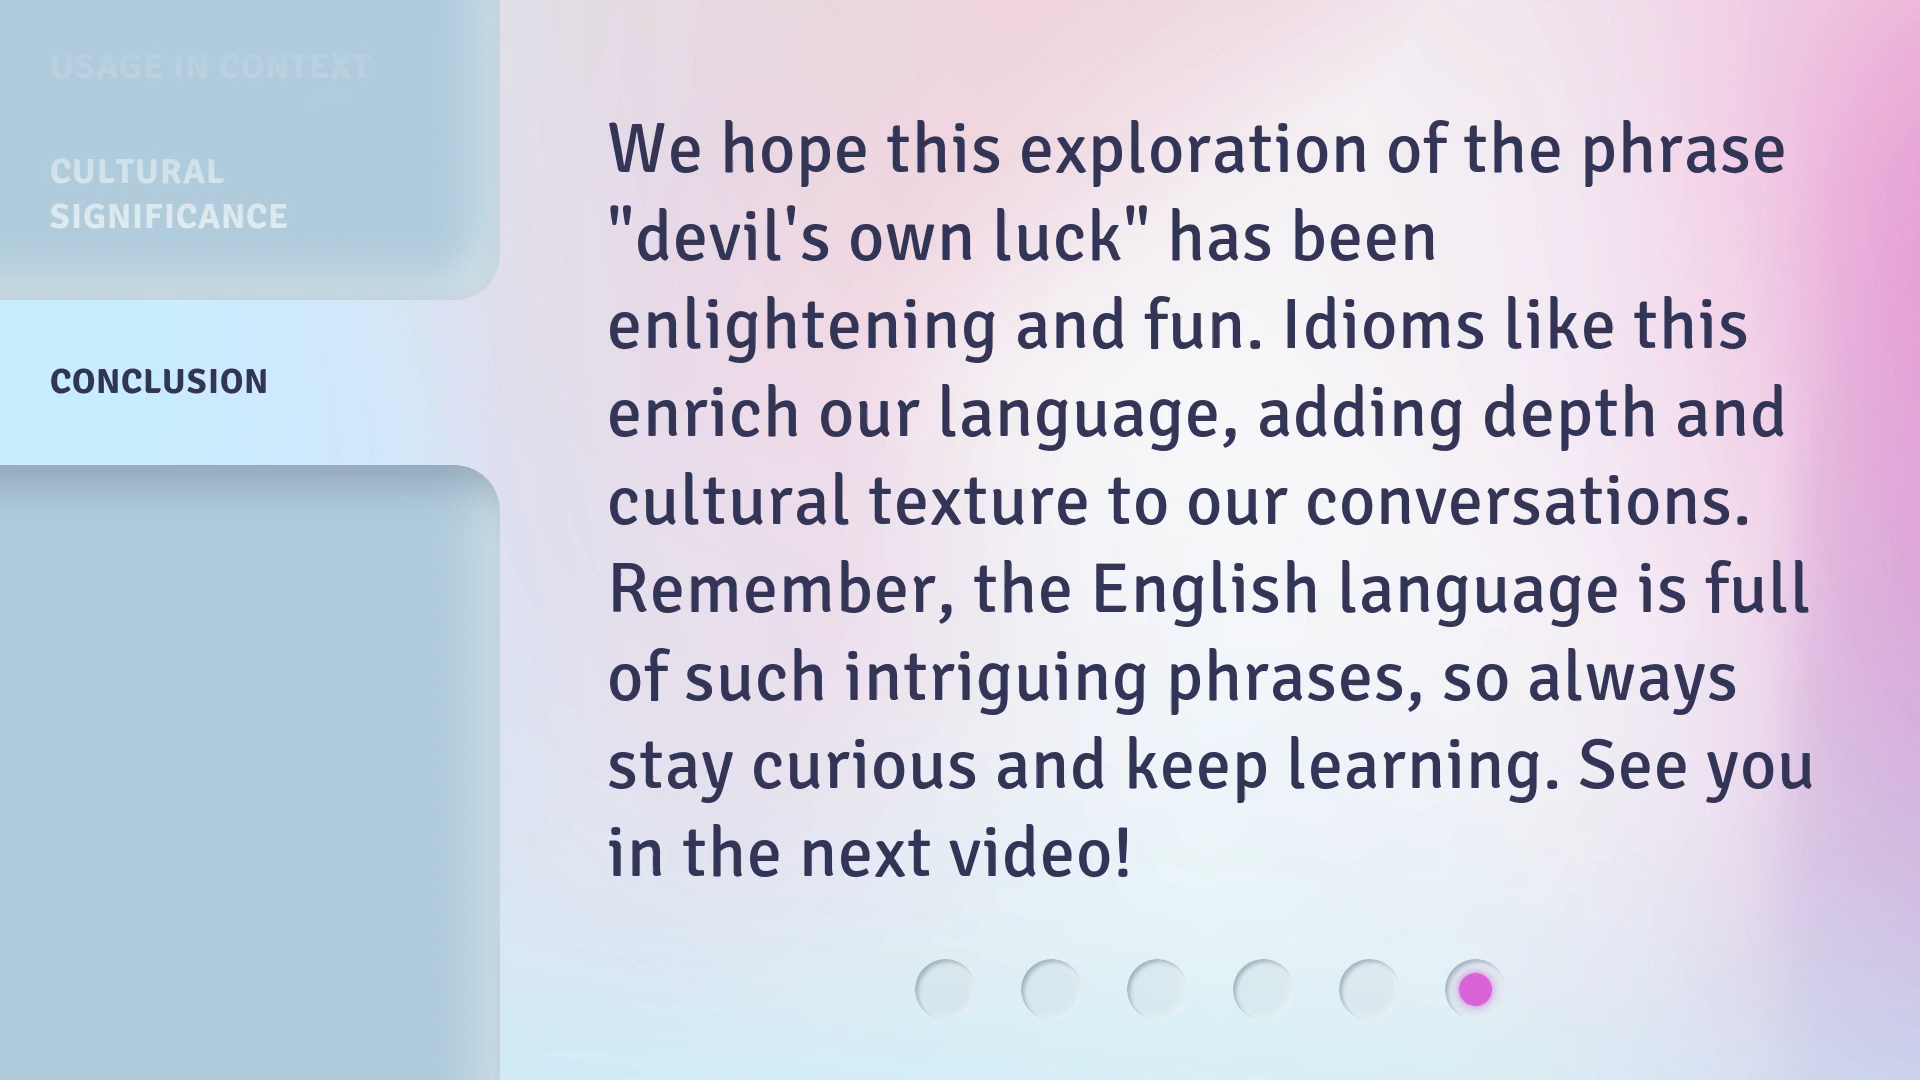 USAGE IN CONTEXT
CULTURAL
SIGNIFICANCE
CONCLUSION
We hope this exploration of the phrase
"devil's own luck" has been
enlightening and fun. Idioms like this
enrich our language, adding depth and
cultural texture to our conversations.
Remember, the English language is full
of such intriguing phrases, so always
stay curious and keep learning. See you
in the next video!